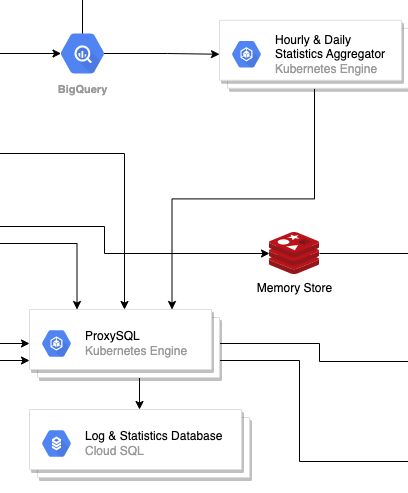 Hourly & Daily
Statistics Aggregator
Kubernetes Engine
BigQuery
Memory Store
ProxySQL
Kubernetes Engine
Log & Statistics Database
Cloud SQL